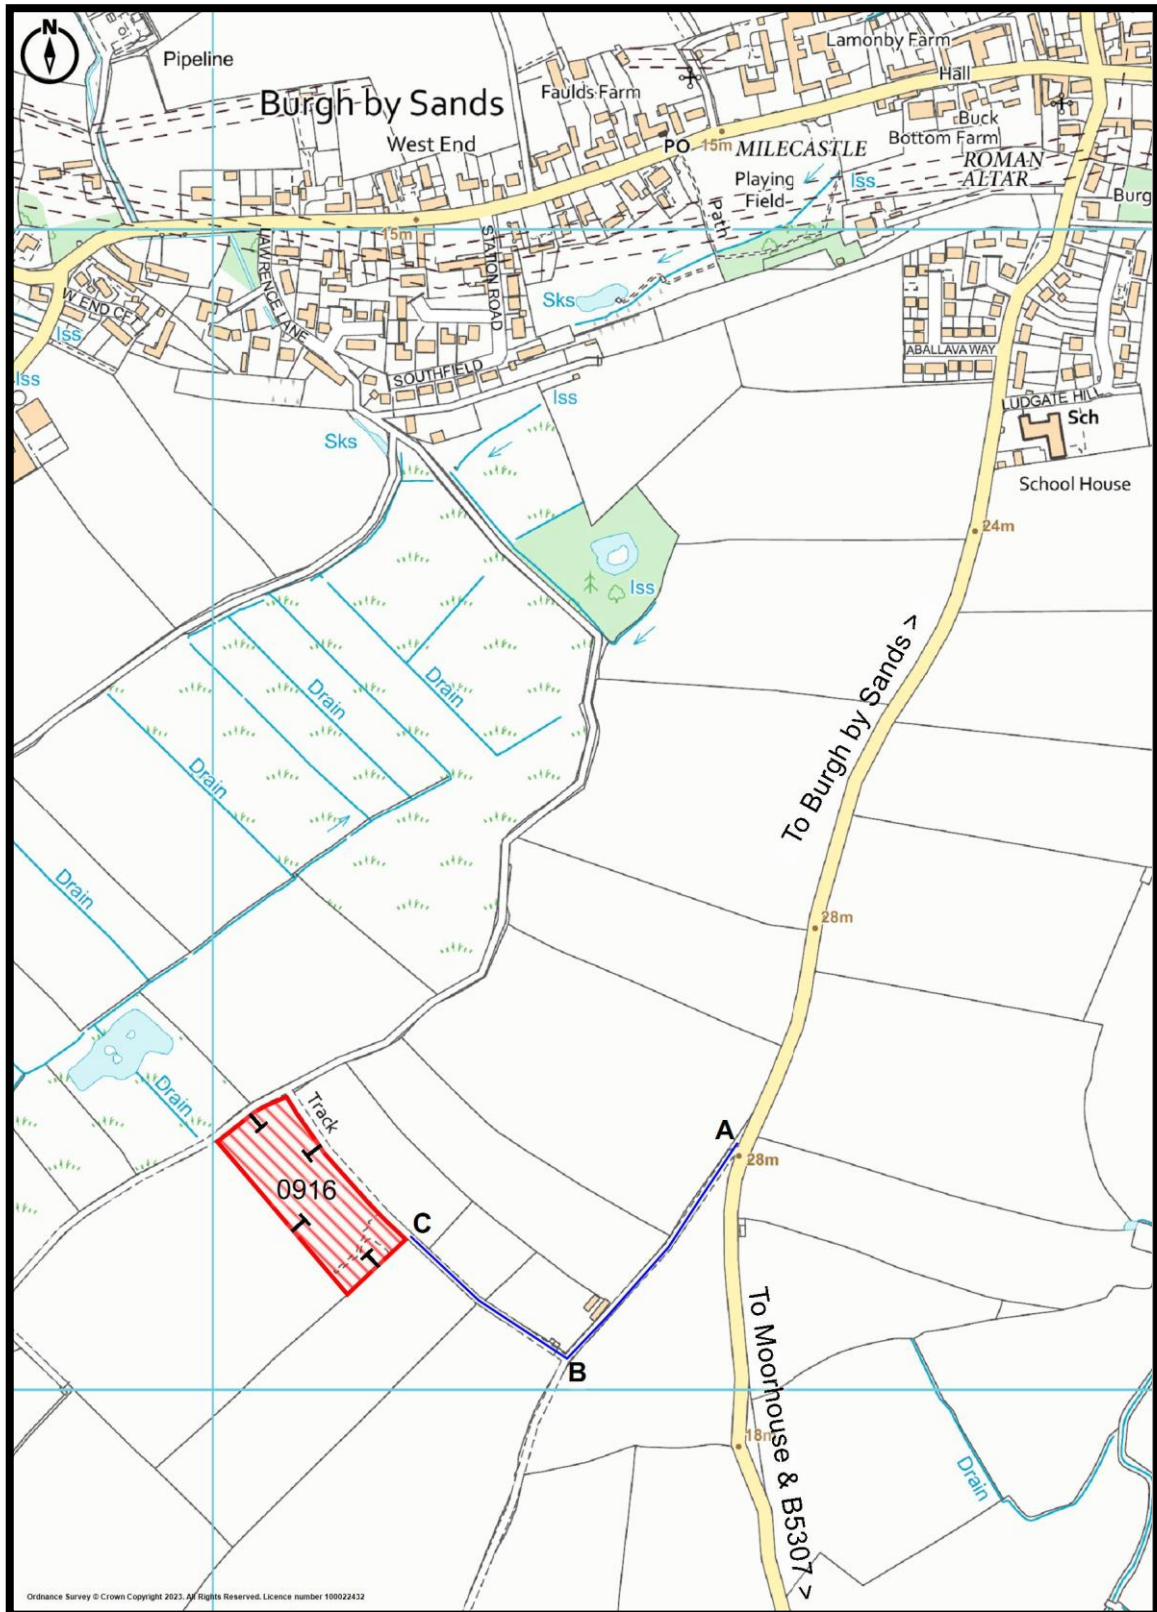 N
Pipeline
Lamonby Farm
Hall
Burgh by Sands
Faulds Farm
Buck
Bottom Farm
West End
PO
15m
MILECASTLE
ROMAN
ALTAR
Playing
Field
Iss
Burg
Path
15m
LAWRENCE LANE
STATION ROAD
Sks
W END CFT
Iss
Iss
SOUTHFIELD
ABALLAVA WAY
Iss
LUDGATE HILL
Sch
Sks
School House
24m
Iss
To Burgh by Sands >
Drain
Drain
Drain
Drain
28m
Drain
Track
A
28m
0916
C
B
To Moorhouse & B5307 >
18m
Drain
Ordnance Survey © Crown Copyright 2023. All Rights Reserved. Licence number 100022432